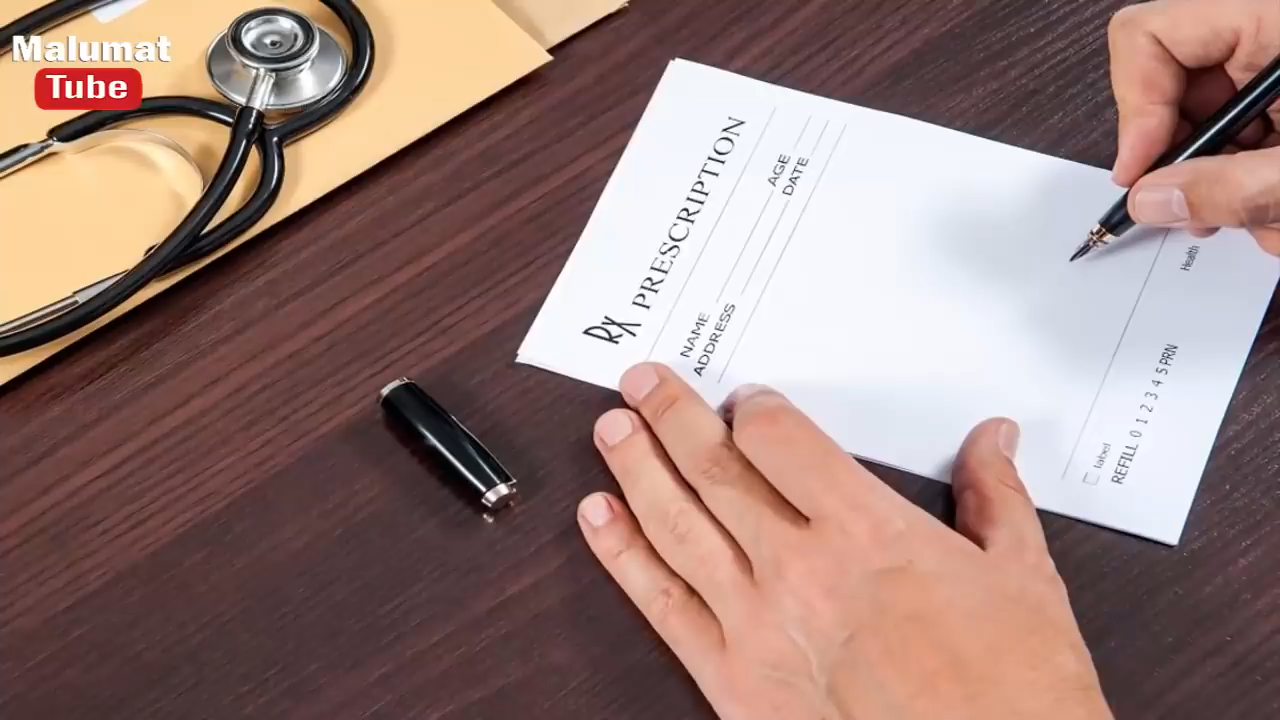 Malumat
Tube
Rx PRESCRIPTION
NAME
AGE
ADDRESS
DATE
label
REFILL 0 1 2 3 4 5 PRN
Health